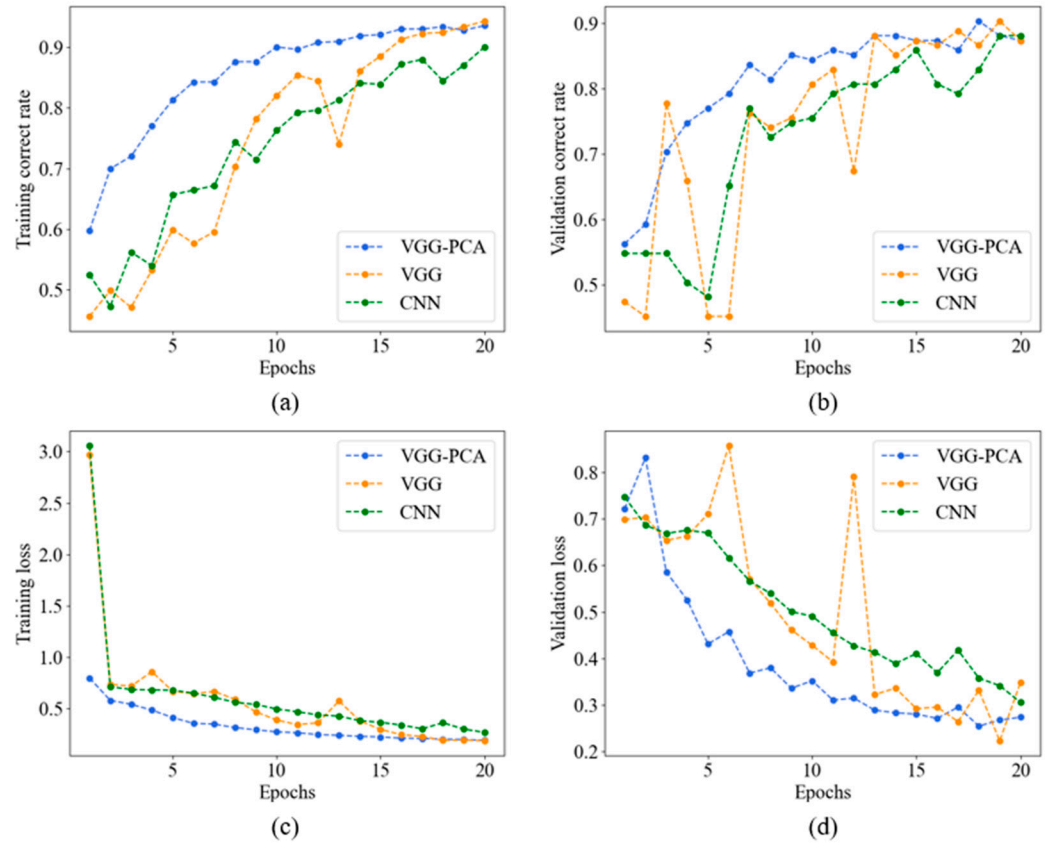 0.9
0.8
0.7
0.6
0.5
Training correct rate
VGG-PCA
VGG
CNN
5
10
15
20
Epochs
(a)
0.9
0.8
0.7
0.6
0.5
Validation correct rate
VGG-PCA
VGG
CNN
5
10
15
20
Epochs
(b)
3.0
2.5
2.0
1.5
1.0
0.5
Training loss
VGG-PCA
VGG
CNN
5
10
15
20
Epochs
(c)
0.8
0.7
0.6
0.5
0.4
0.3
0.2
Validation loss
VGG-PCA
VGG
CNN
5
10
15
20
Epochs
(d)